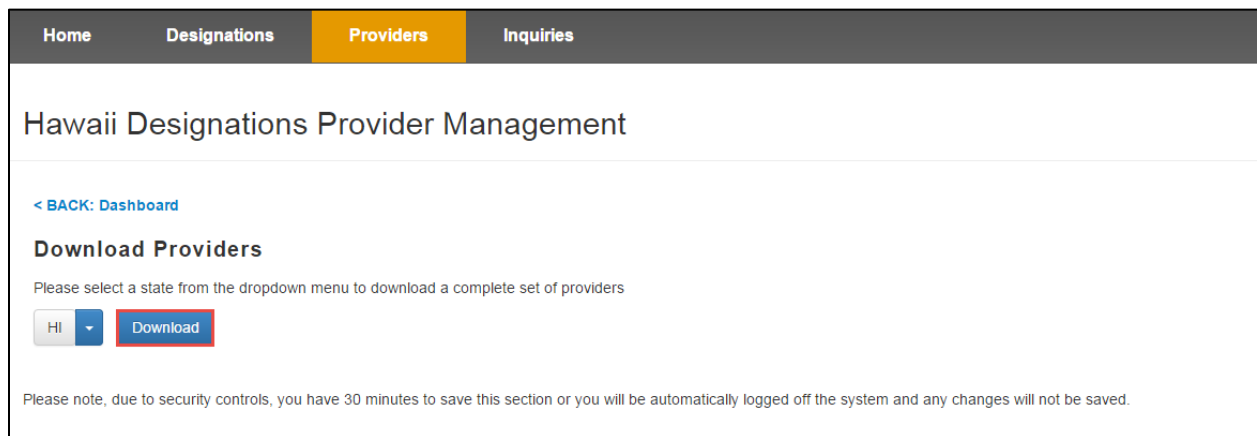 Home Designations Providers Inquiries
Hawaii Designations Provider Management
< BACK: Dashboard
Download Providers
Please select a state from the dropdown menu to download a complete set of providers
HI Download
Please note, due to security controls, you have 30 minutes to save this section or you will be automatically logged off the system and any changes will not be saved.